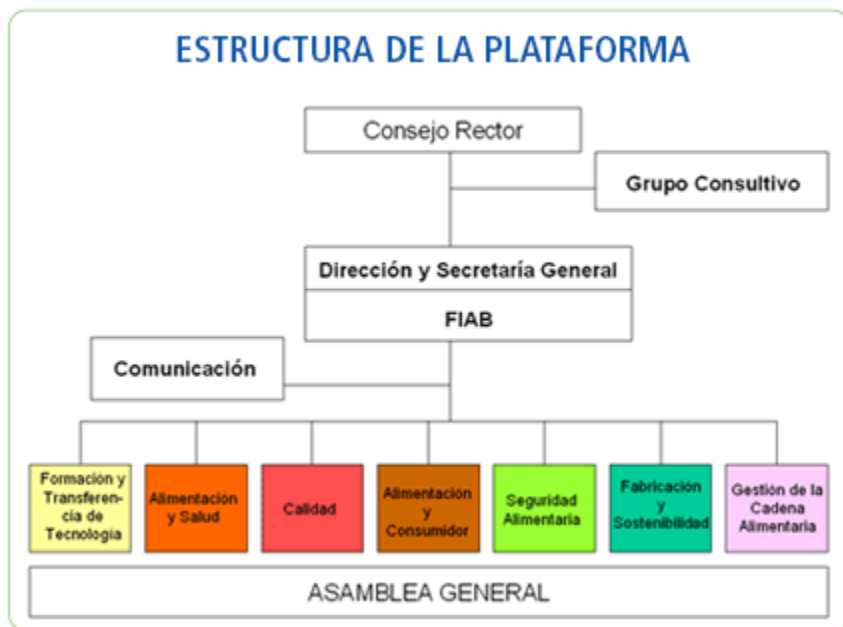 ESTRUCTURA DE LA PLATAFORMA
Consejo Rector
Grupo Consultivo
Dirección y Secretaría General
FIAB
Comunicación
Formación y
Transferen-
cia de
Tecnología
Alimentación
y Salud
Calidad
Alimentación
y
Consumidor
Seguridad
Alimentaria
Fabricación
y
Sostenibilidad
Gestión de la
Cadena
Alimentaria
ASAMBLEA GENERAL